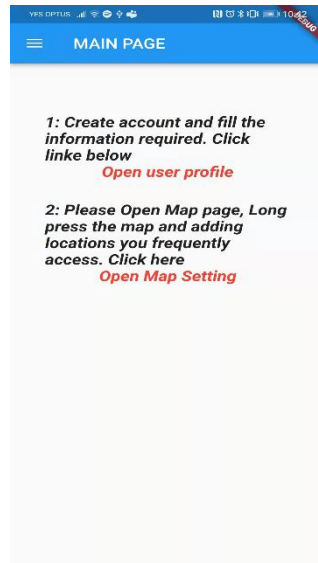 YES OPTUS
MAIN PAGE
DEBUG
1: Create account and fill the
information required. Click
linke below
Open user profile
2: Please Open Map page, Long
press the map and adding
locations you frequently
access. Click here
Open Map Setting